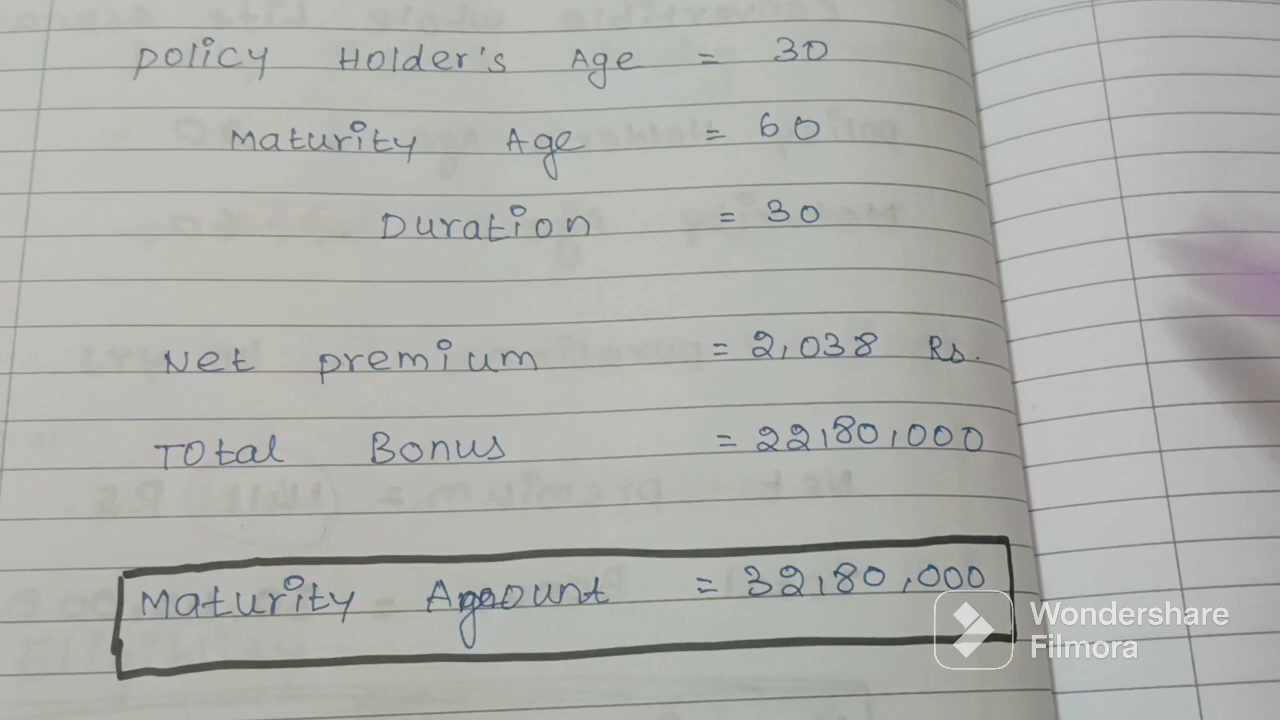 Policy Holder's Age = 30
Maturity Age = 60
Duration = 30
Net premium = 2,038 Rs.
Total Bonus = 22,80,000
Maturity Amount = 32,80,000
Wondershare
Filmora